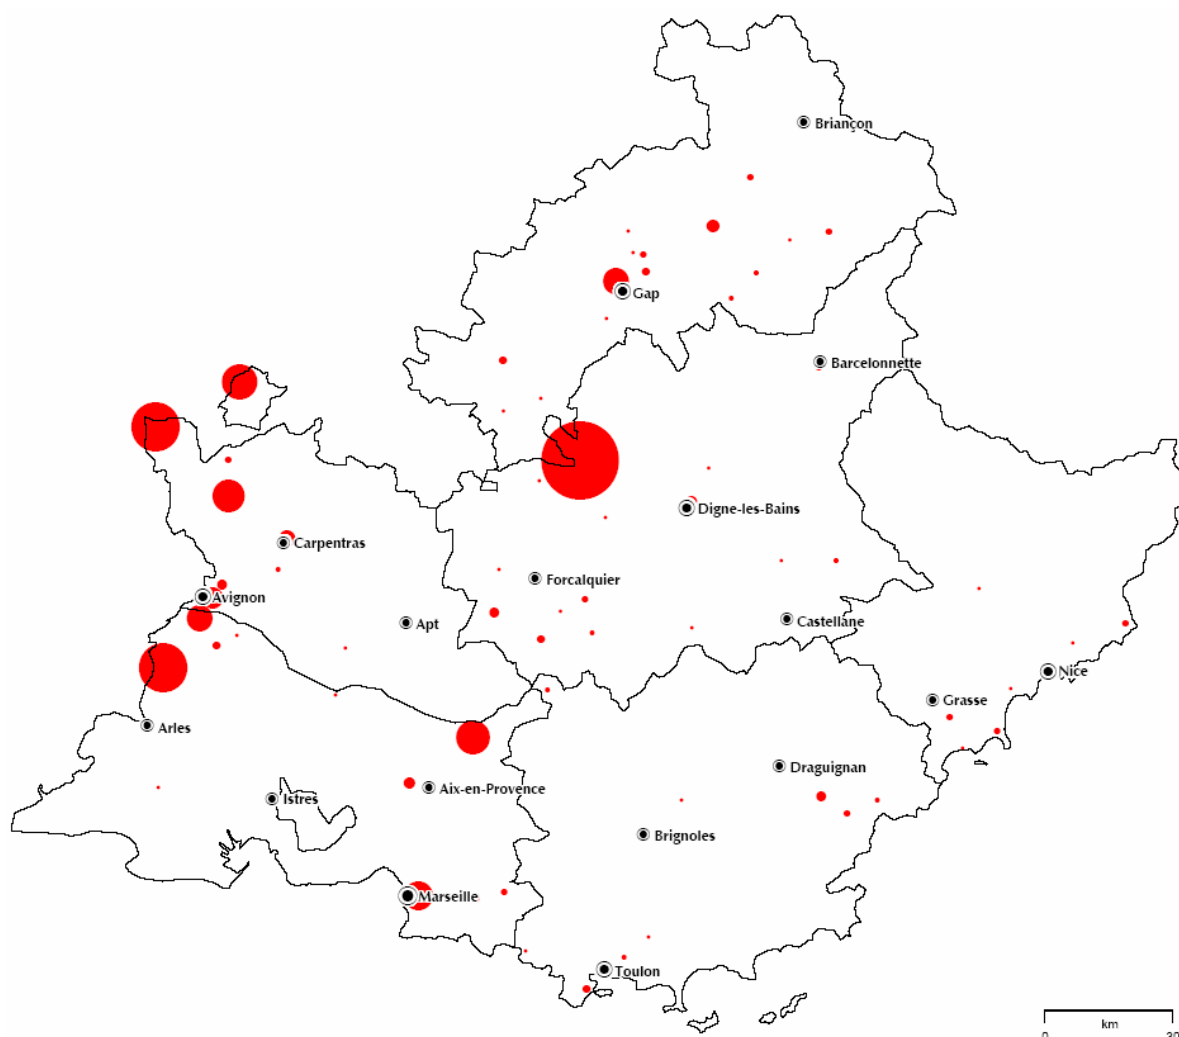 Briançon
Gap
Barcelonnette
Digne-les-Bains
Carpentras
Forcalquier
Avignon
Apt
Castellane
Nice
Grasse
Arles
Draguignan
Aix-en-Provence
Istres
Brignoles
Marseille
Toulon
km